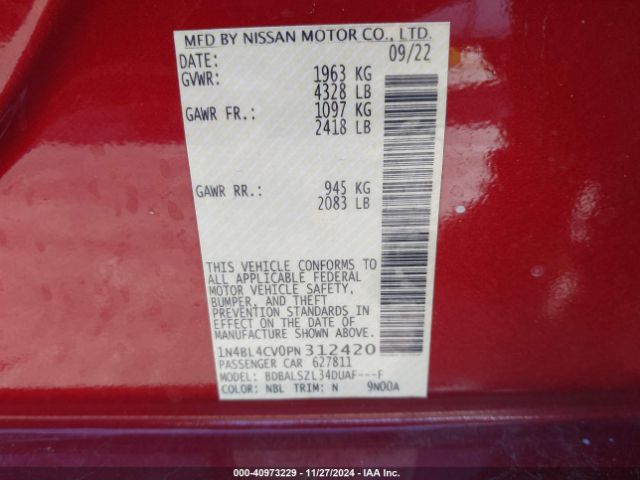 MFD BY NISSAN MOTOR CO., LTD.
DATE: 09/22
GVWR: 1963 KG
4328 LB
GAWR FR.: 1097 KG
2418 LB
GAWR RR.: 945 KG
2083 LB
THIS VEHICLE CONFORMS TO
ALL APPLICABLE FEDERAL
MOTOR VEHICLE SAFETY,
BUMPER, AND THEFT
PREVENTION STANDARDS
IN EFFECT ON THE DATE OF
MANUFACTURE SHOWN ABOVE.
1N4BL4CV0PN312420
PASSENGER CAR 627811
MODEL: BDBALSZL34DUAF---F
COLOR: NBL TRIM: N 9N00A
000-40973229 - 11/27/2024 - IAA Inc.